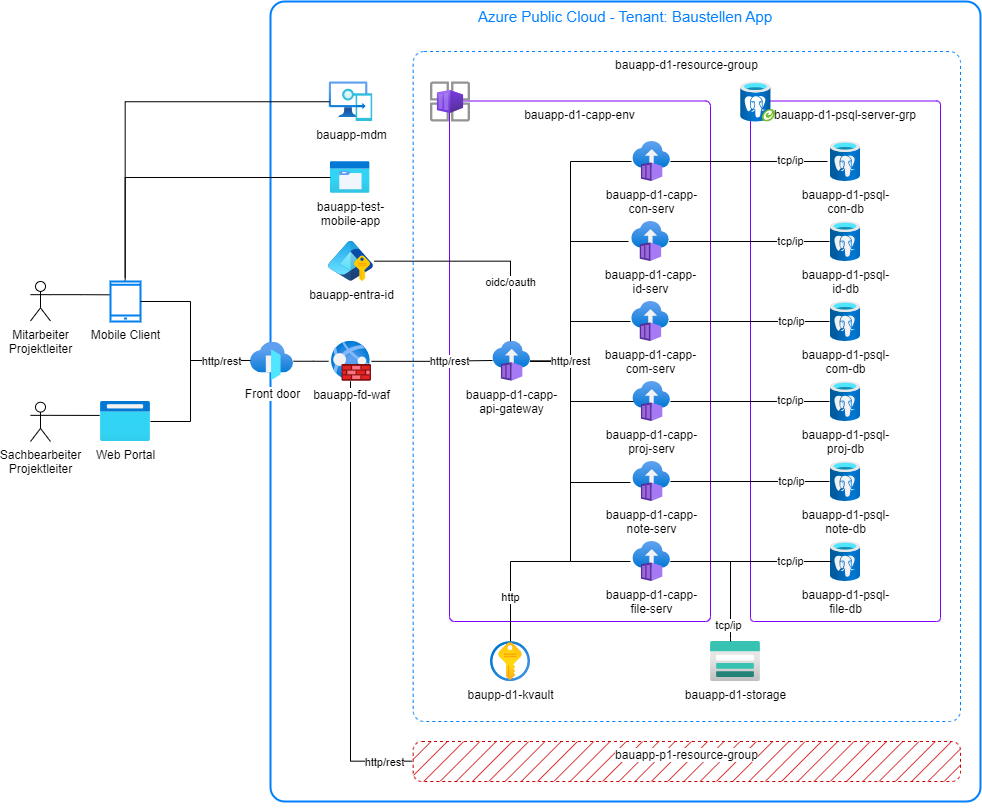 Azure Public Cloud - Tenant: Baustellen App
bauapp-d1-resource-group
bauapp-mdm
bauapp-d1-capp-env
bauapp-d1-psql-server-grp
bauapp-test-
mobile-app
bauapp-entra-id
oidc/oauth
bauapp-d1-capp-
con-serv
tcp/ip
bauapp-d1-psql-
con-db
bauapp-d1-capp-
id-serv
tcp/ip
bauapp-d1-psql-
id-db
Mitarbeiter
Projektleiter
Mobile Client
http/rest
Front door
bauapp-fd-waf
http/rest
bauapp-d1-capp-
api-gateway
http/rest
bauapp-d1-capp-
com-serv
tcp/ip
bauapp-d1-psql-
com-db
Sachbearbeiter
Projektleiter
Web Portal
bauapp-d1-capp-
proj-serv
tcp/ip
bauapp-d1-psql-
proj-db
bauapp-d1-capp-
note-serv
tcp/ip
bauapp-d1-psql-
note-db
bauapp-d1-capp-
file-serv
tcp/ip
bauapp-d1-psql-
file-db
http
tcp/ip
baupp-d1-kvault
bauapp-d1-storage
http/rest
bauapp-p1-resource-group